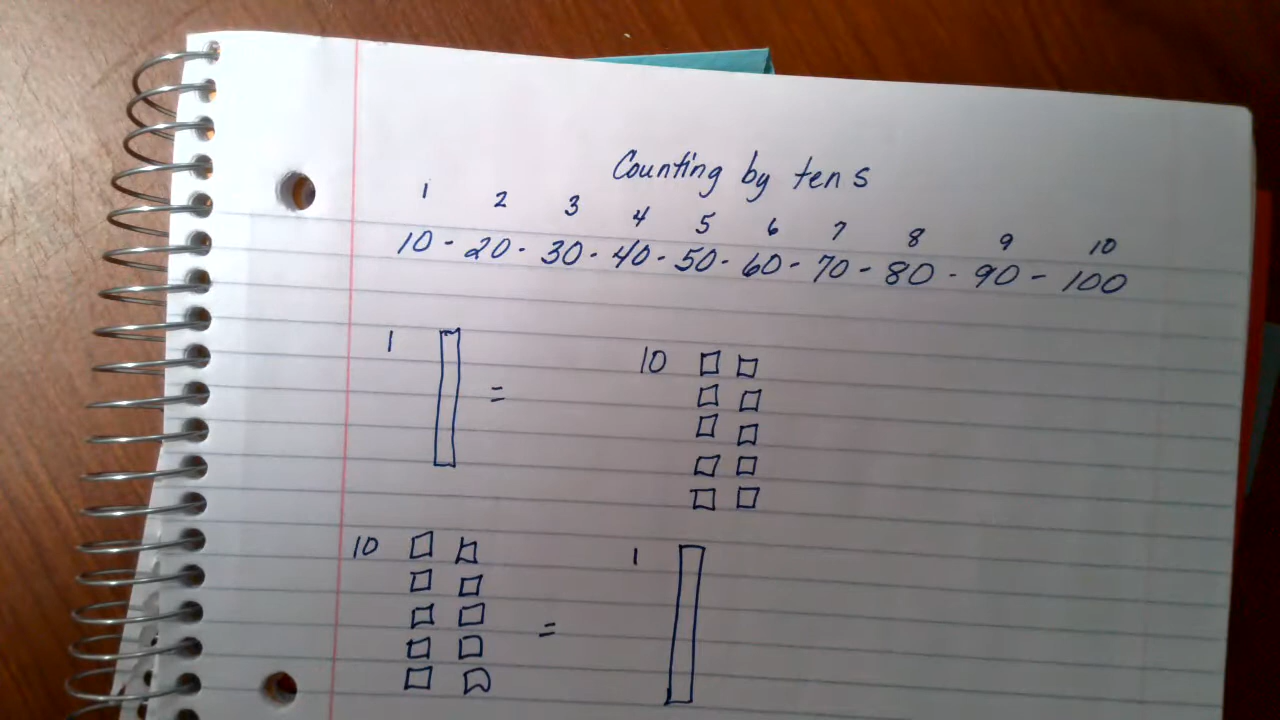 Counting by tens
1 2 3 4 5 6 7 8 9 10
10 - 20 - 30 - 40 - 50 - 60 - 70 - 80 - 90 - 100
1 = 10
10 = 1